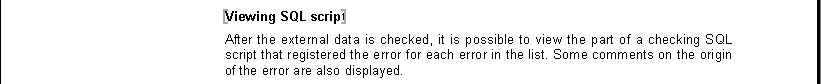 Viewing SQL script
After the external data is checked, it is possible to view the part of a checking SQL
script that registered the error for each error in the list. Some comments on the origin
of the error are also displayed.